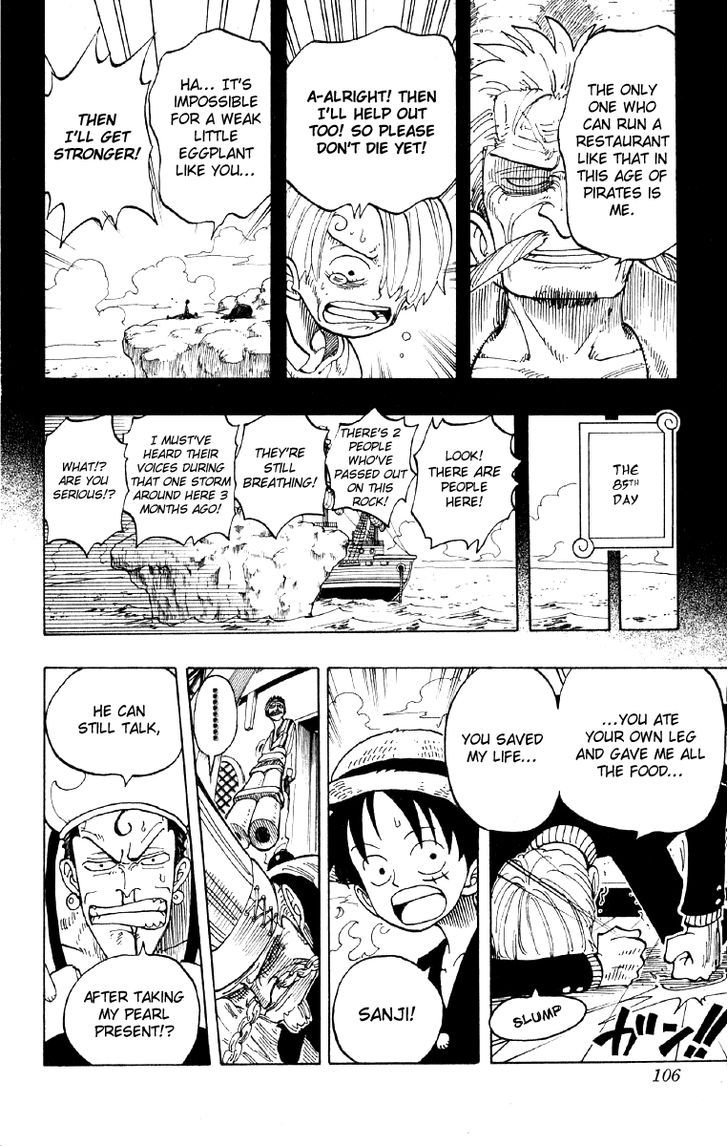 THE ONLY
ONE WHO
CAN RUN A
RESTAURANT
LIKE THAT IN
THIS AGE OF
PIRATES IS
ME.
A-ALRIGHT! THEN
I'LL HELP OUT
TOO! SO PLEASE
DON'T DIE YET!
HA... IT'S
IMPOSSIBLE
FOR A WEAK
LITTLE
EGGPLANT
LIKE YOU...
THEN
I'LL GET
STRONGER!
THE
85TH
DAY
LOOK!
THERE ARE
PEOPLE
HERE!
THERE'S 2
PEOPLE
WHO'VE
PASSED OUT
ON THIS
ROCK!
THEY'RE
STILL
BREATHING!
I MUST'VE
HEARD THEIR
VOICES DURING
THAT ONE STORM
AROUND HERE 3
MONTHS AGO!
WHAT!?
ARE YOU
SERIOUS!?
...YOU ATE
YOUR OWN LEG
AND GAVE ME ALL
THE FOOD...
YOU SAVED
MY LIFE...
SLUMP
ガーン!!
SANJI!
.........
HE CAN
STILL TALK,
AFTER TAKING
MY PEARL
PRESENT!?
106